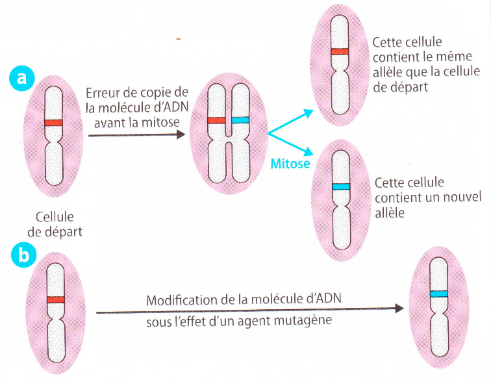 a
Erreur de copie de
la molécule d'ADN
avant la mitose
Cette cellule
contient le même
allèle que la cellule
de départ
Mitose
Cette cellule
contient un nouvel
allèle
Cellule
de départ
b
Modification de la molécule d'ADN
sous l'effet d'un agent mutagène